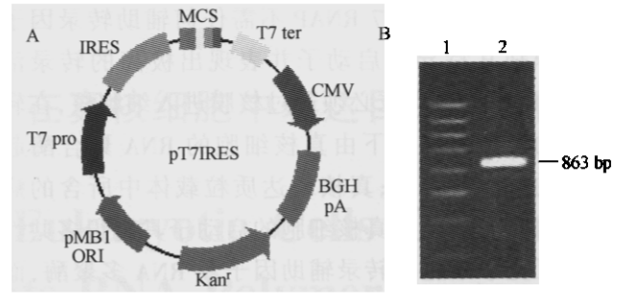 A
MCS
T7 ter
IRES
CMV
T7 pro
pT7IRES
BGH
pA
pMB1
ORI
Kanʳ
B
1 2
863 bp